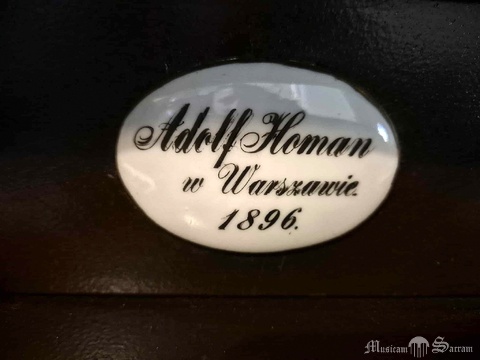 Adolf Homan
w Warszawie.
1896.
Musicam Sacram